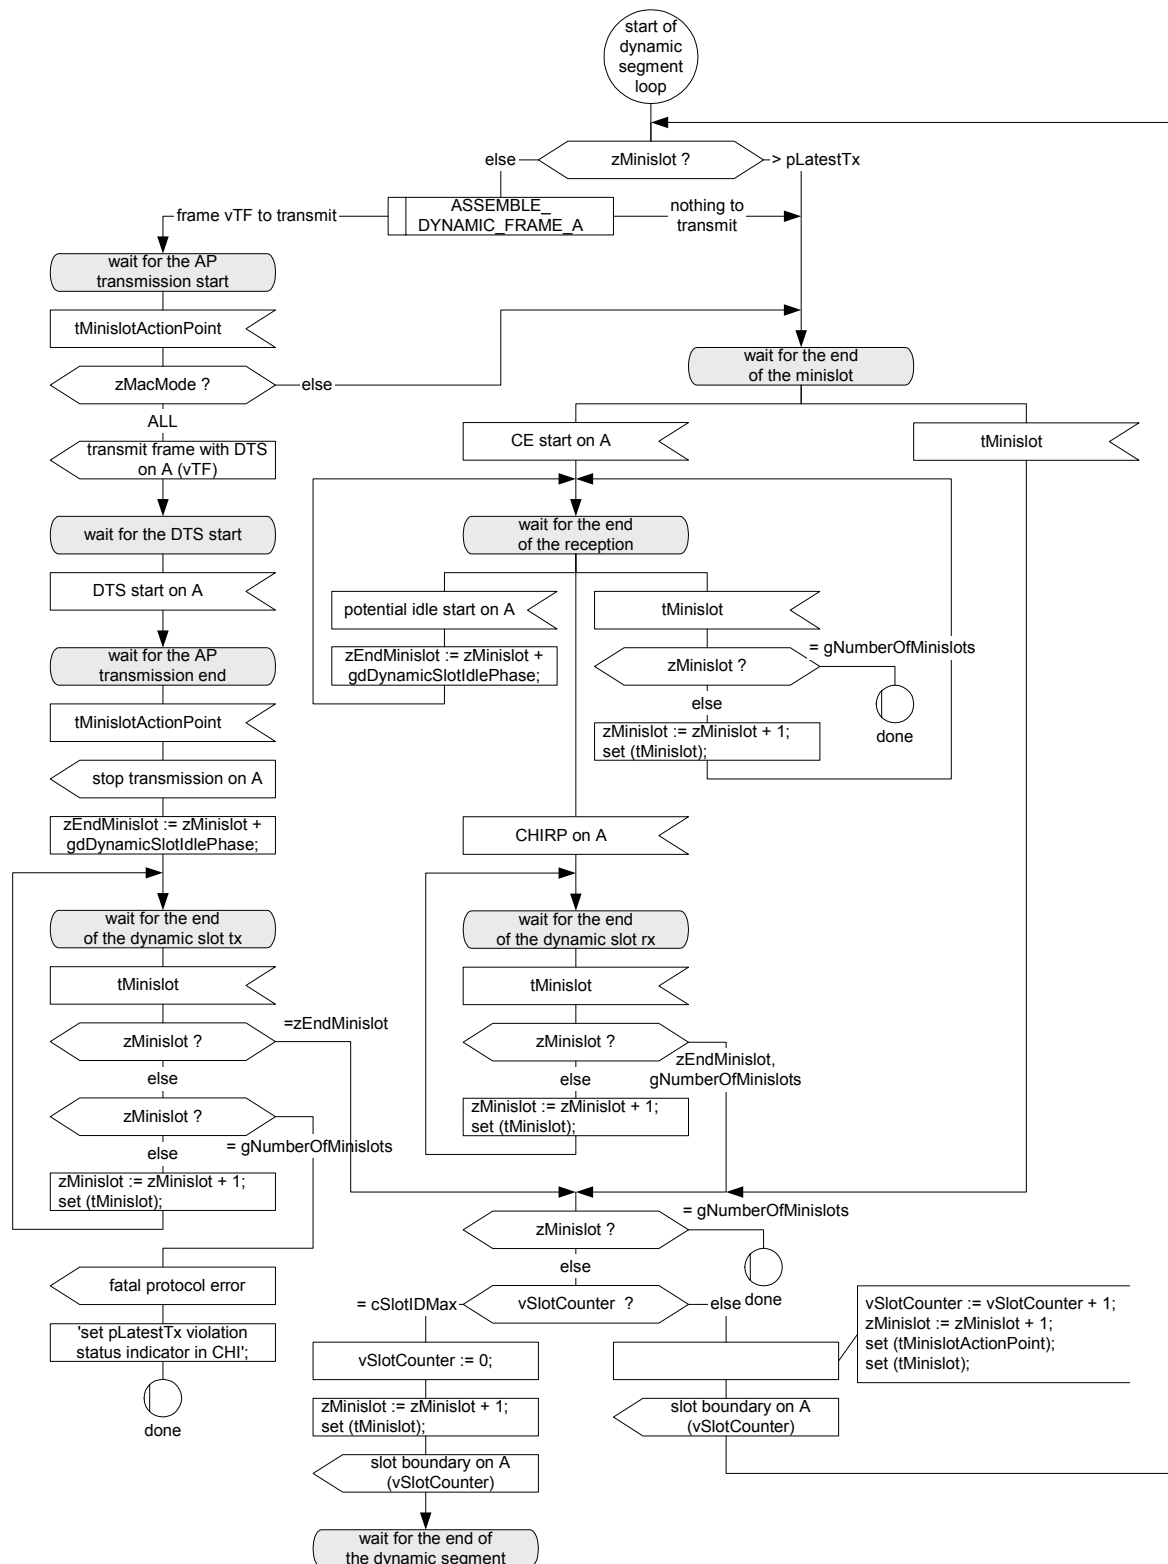 start of
dynamic
segment
loop
else
zMinislot ?
> pLatestTx
frame vTF to transmit
ASSEMBLE_
DYNAMIC_FRAME_A
nothing to
transmit
wait for the AP
transmission start
tMinislotActionPoint
zMacMode ?
else
wait for the end
of the minislot
ALL
transmit frame with DTS
on A (vTF)
CE start on A
tMinislot
wait for the DTS start
wait for the end
of the reception
DTS start on A
potential idle start on A
tMinislot
wait for the AP
transmission end
zEndMinislot := zMinislot +
gdDynamicSlotIdlePhase;
zMinislot ?
= gNumberOfMinislots
else
done
tMinislotActionPoint
zMinislot := zMinislot + 1;
set (tMinislot);
stop transmission on A
zEndMinislot := zMinislot +
gdDynamicSlotIdlePhase;
CHIRP on A
wait for the end
of the dynamic slot tx
wait for the end
of the dynamic slot rx
tMinislot
tMinislot
zMinislot ?
=zEndMinislot
zMinislot ?
zEndMinislot,
gNumberOfMinislots
else
else
zMinislot ?
= gNumberOfMinislots
zMinislot := zMinislot + 1;
set (tMinislot);
else
zMinislot := zMinislot + 1;
set (tMinislot);
zMinislot ?
= gNumberOfMinislots
else
done
fatal protocol error
= cSlotIDMax
vSlotCounter ?
else
vSlotCounter := vSlotCounter + 1;
zMinislot := zMinislot + 1;
set (tMinislotActionPoint);
set (tMinislot);
'set pLatestTx violation
status indicator in CHI';
done
vSlotCounter := 0;
zMinislot := zMinislot + 1;
set (tMinislot);
slot boundary on A
(vSlotCounter)
slot boundary on A
(vSlotCounter)
wait for the end of
the dynamic segment